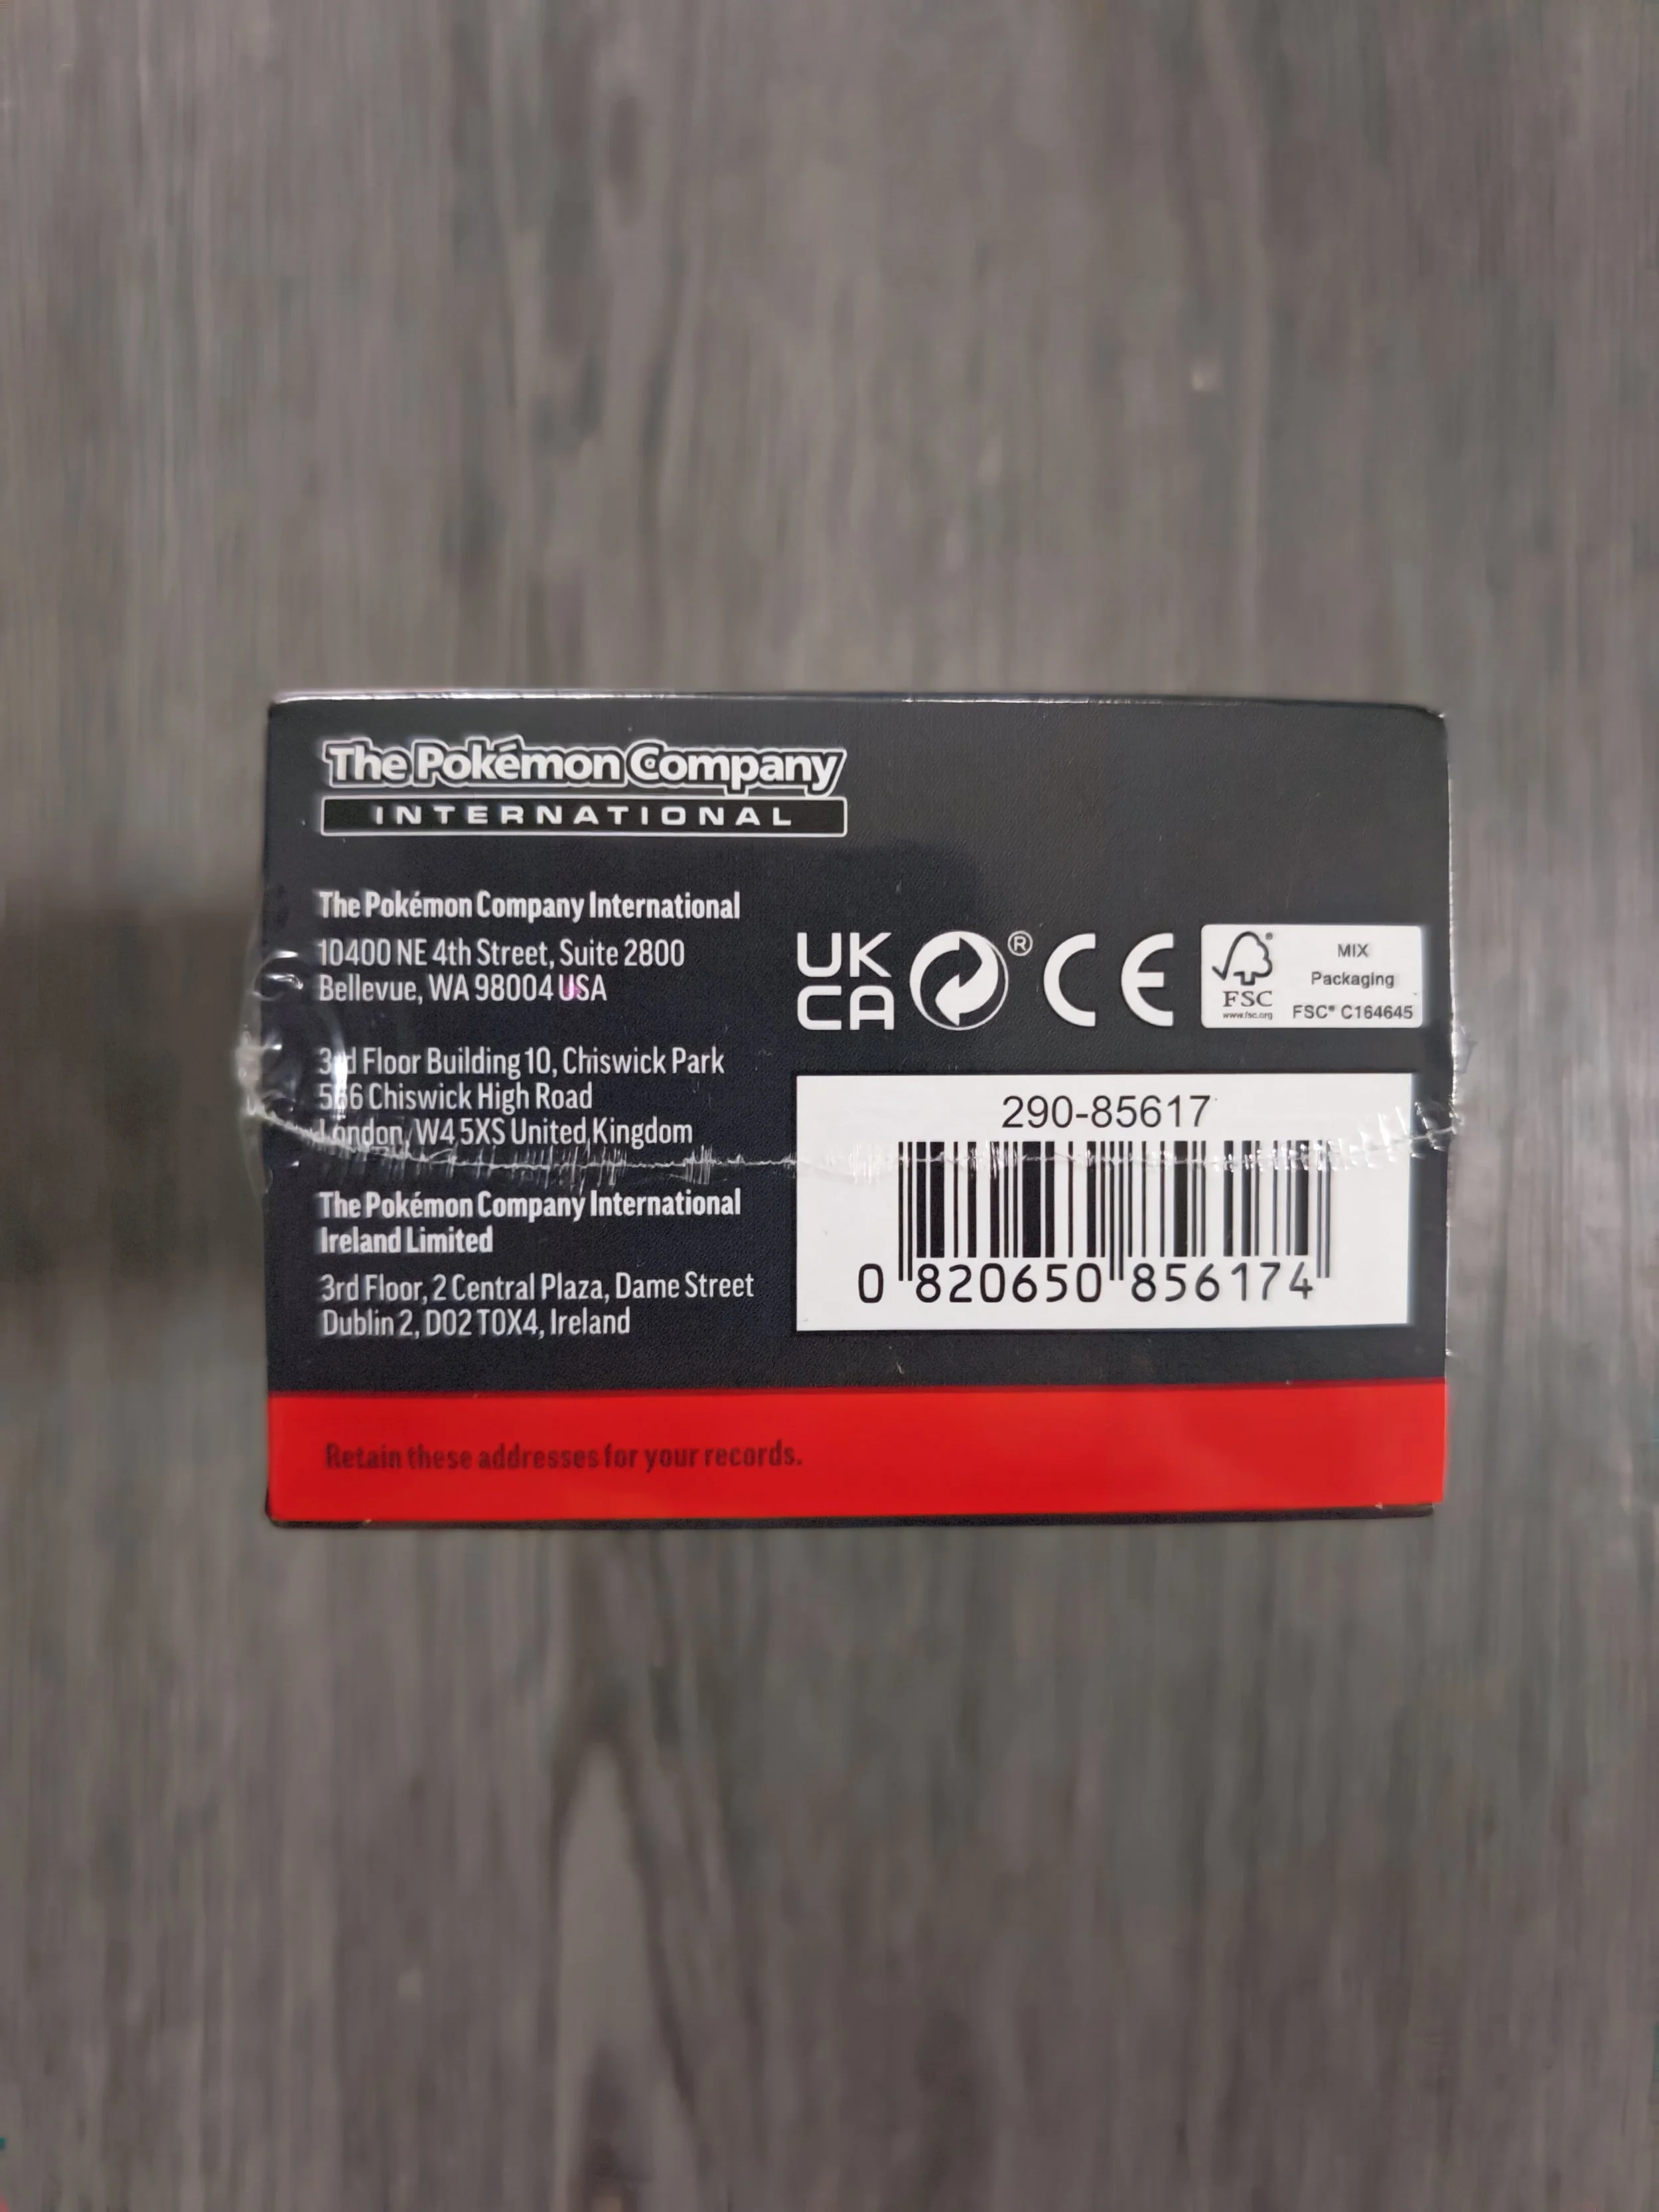 The Pokémon Company
INTERNATIONAL
The Pokémon Company International
10400 NE 4th Street, Suite 2800
Bellevue, WA 98004 USA
3rd Floor Building 10, Chiswick Park
566 Chiswick High Road
London, W4 5XS United Kingdom
The Pokémon Company International
Ireland Limited
3rd Floor, 2 Central Plaza, Dame Street
Dublin 2, D02 T0X4, Ireland
UK
CA
®
CE
FSC
www.fsc.org
MIX
Packaging
FSC® C164645
290-85617
0 820650 856174
Retain these addresses for your records.